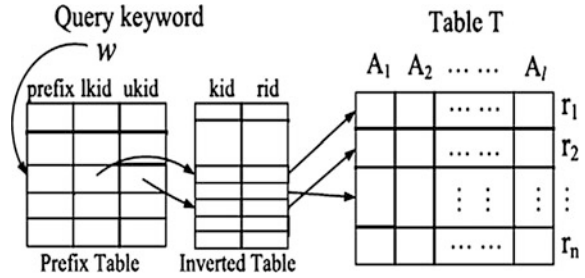 Query keyword
w
prefix lkid ukid
Prefix Table
kid rid
Inverted Table
Table T
A₁ A₂ ... ... Aₗ
... ... r₁
... ... r₂
⋮ ⋮ ⋮ ⋮
... ... rₙ